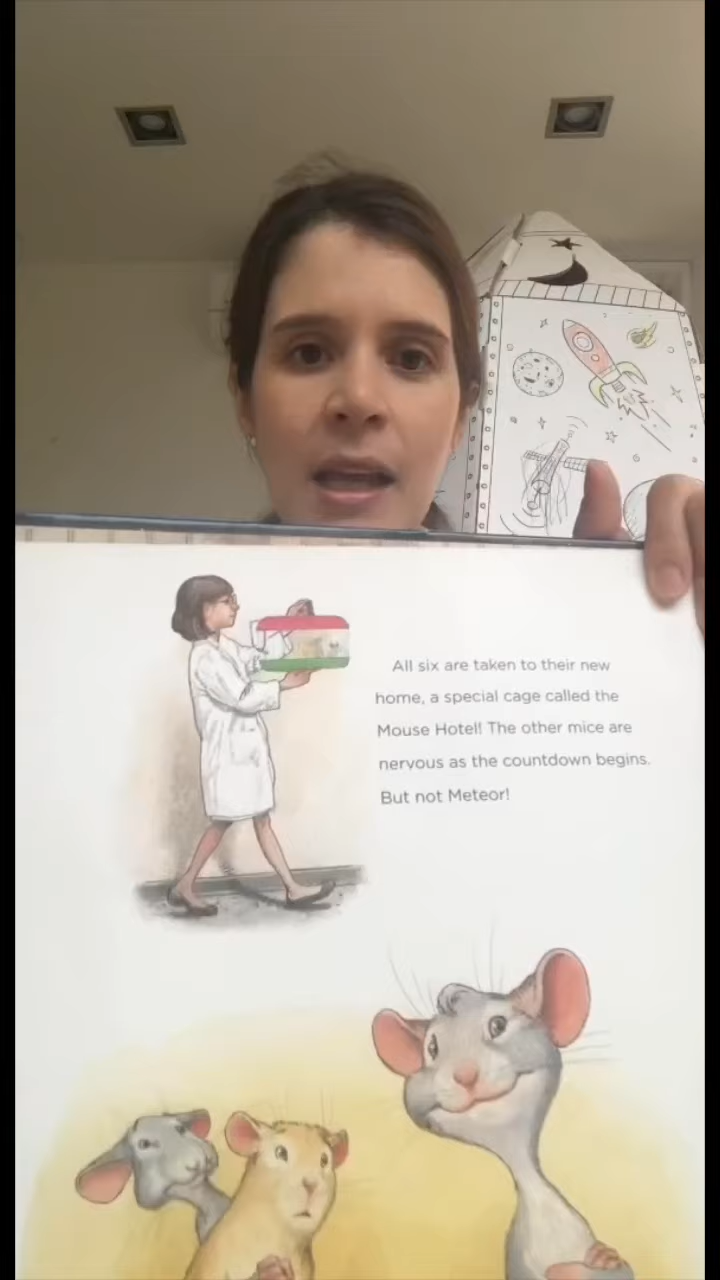 All six are taken to their new
home, a special cage called the
Mouse Hotel! The other mice are
nervous as the countdown begins.
But not Meteor!